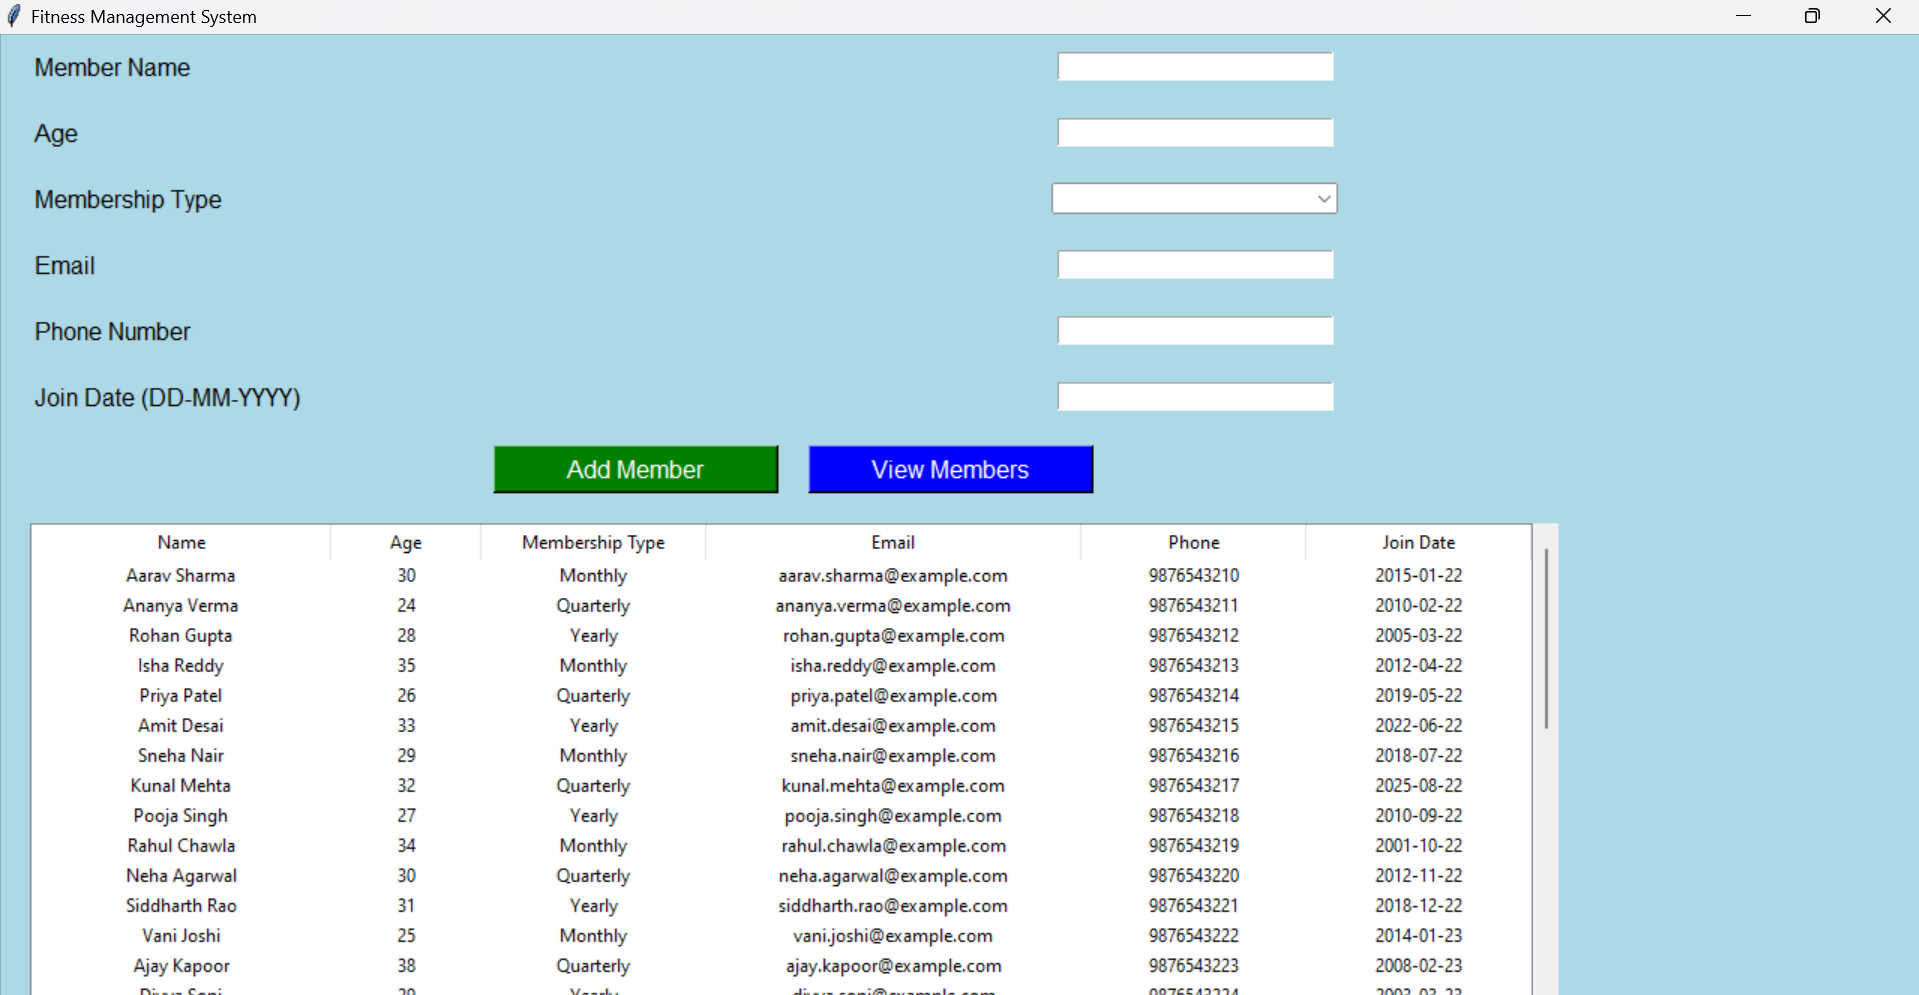 Fitness Management System
Member Name
Age
Membership Type
Email
Phone Number
Join Date (DD-MM-YYYY)
Add Member View Members
Name Age Membership Type Email Phone Join Date
Aarav Sharma 30 Monthly aarav.sharma@example.com 9876543210 2015-01-22
Ananya Verma 24 Quarterly ananya.verma@example.com 9876543211 2010-02-22
Rohan Gupta 28 Yearly rohan.gupta@example.com 9876543212 2005-03-22
Isha Reddy 35 Monthly isha.reddy@example.com 9876543213 2012-04-22
Priya Patel 26 Quarterly priya.patel@example.com 9876543214 2019-05-22
Amit Desai 33 Yearly amit.desai@example.com 9876543215 2022-06-22
Sneha Nair 29 Monthly sneha.nair@example.com 9876543216 2018-07-22
Kunal Mehta 32 Quarterly kunal.mehta@example.com 9876543217 2025-08-22
Pooja Singh 27 Yearly pooja.singh@example.com 9876543218 2010-09-22
Rahul Chawla 34 Monthly rahul.chawla@example.com 9876543219 2001-10-22
Neha Agarwal 30 Quarterly neha.agarwal@example.com 9876543220 2012-11-22
Siddharth Rao 31 Yearly siddharth.rao@example.com 9876543221 2018-12-22
Vani Joshi 25 Monthly vani.joshi@example.com 9876543222 2014-01-23
Ajay Kapoor 38 Quarterly ajay.kapoor@example.com 9876543223 2008-02-23